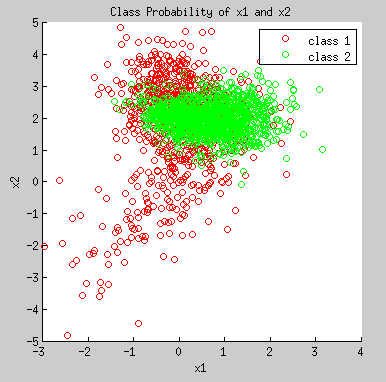 Class Probability of x1 and x2
class 1
class 2
5
4
3
2
1
0
-1
-2
-3
-4
-5
x2
-3 -2 -1 0 1 2 3 4
x1